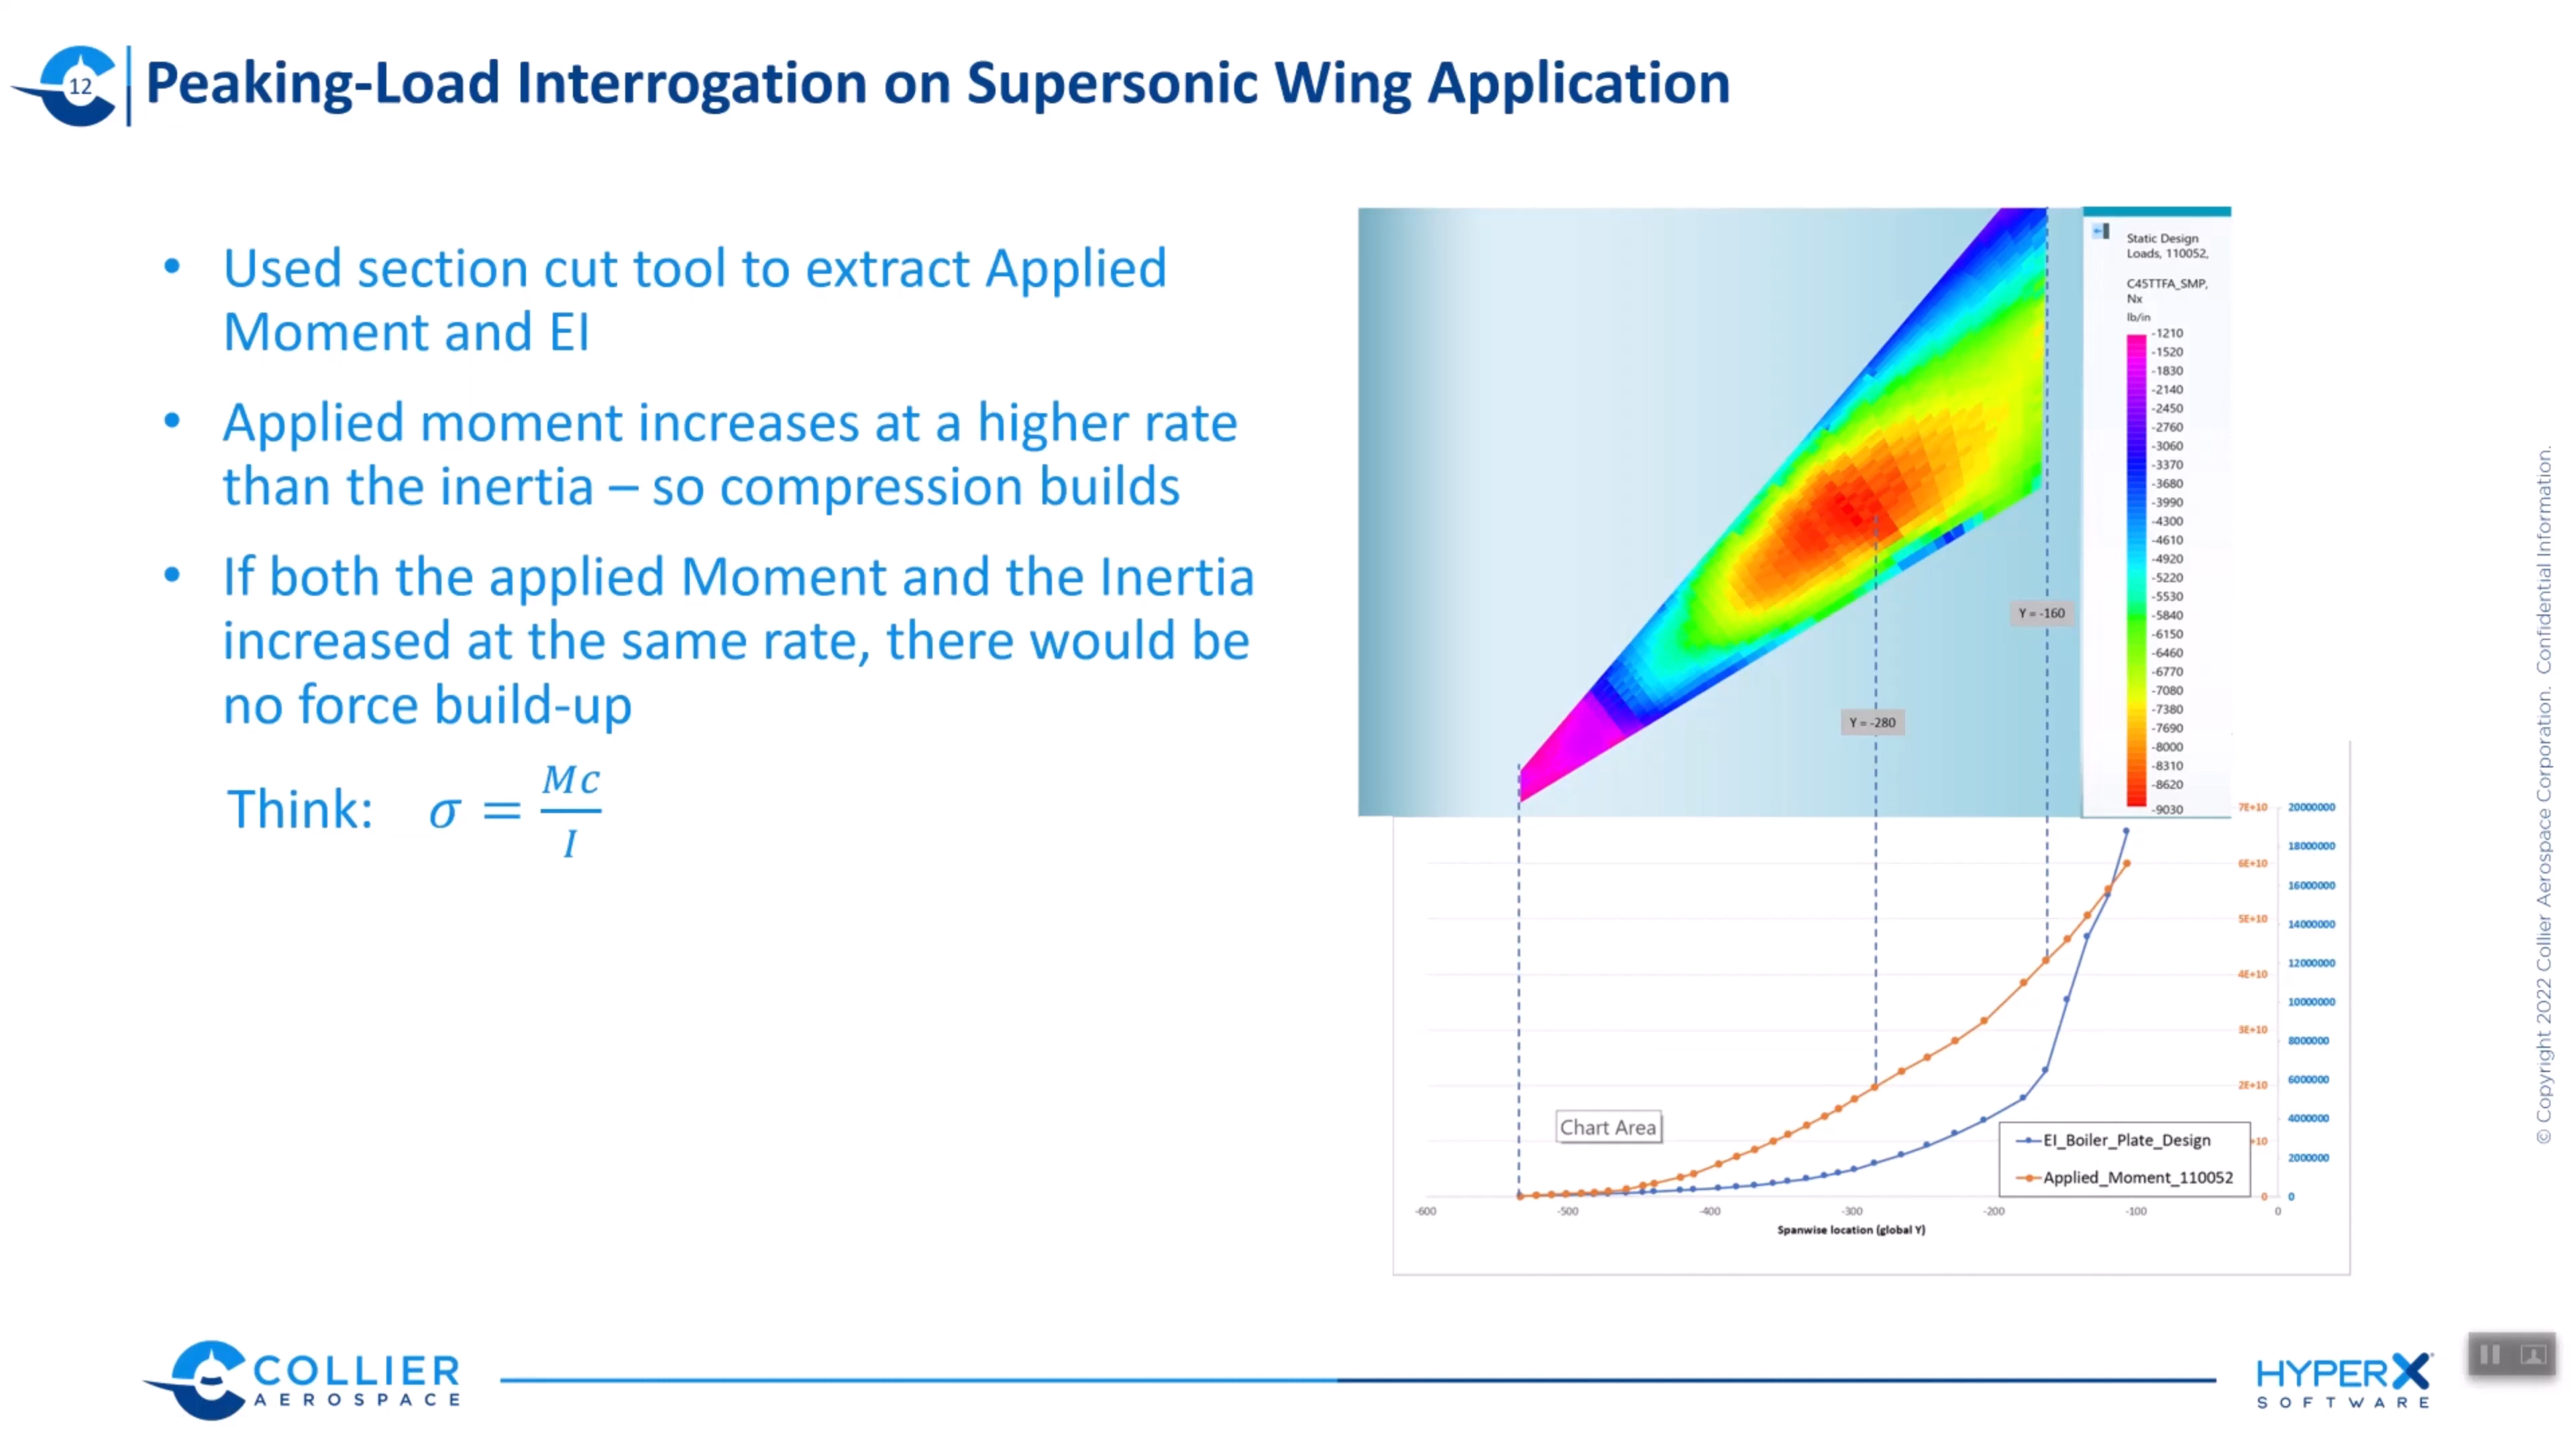 12
Peaking-Load Interrogation on Supersonic Wing Application
• Used section cut tool to extract Applied
Moment and EI
• Applied moment increases at a higher rate
than the inertia – so compression builds
• If both the applied Moment and the Inertia
increased at the same rate, there would be
no force build-up
Think: σ = Mc/I
Static Design
Loads, 110052,
C45TTFA_SMP,
Nx
lb/in
-1210
-1520
-1830
-2140
-2450
-2760
-3060
-3370
-3680
-3990
-4300
-4610
-4920
-5220
-5530
-5840
-6150
-6460
-6770
-7080
-7380
-7690
-8000
-8310
-8620
-9030
Y = -160
Y = -280
7E+10 20000000
18000000
6E+10
16000000
5E+10
14000000
12000000
4E+10
10000000
3E+10
8000000
6000000
2E+10
4000000
+10
2000000
0 0
Chart Area
EI_Boiler_Plate_Design
Applied_Moment_110052
-600 -500 -400 -300 -200 -100 0
Spanwise location (global Y)
© Copyright 2022 Collier Aerospace Corporation. Confidential Information.
COLLIER
AEROSPACE
HYPERX
SOFTWARE